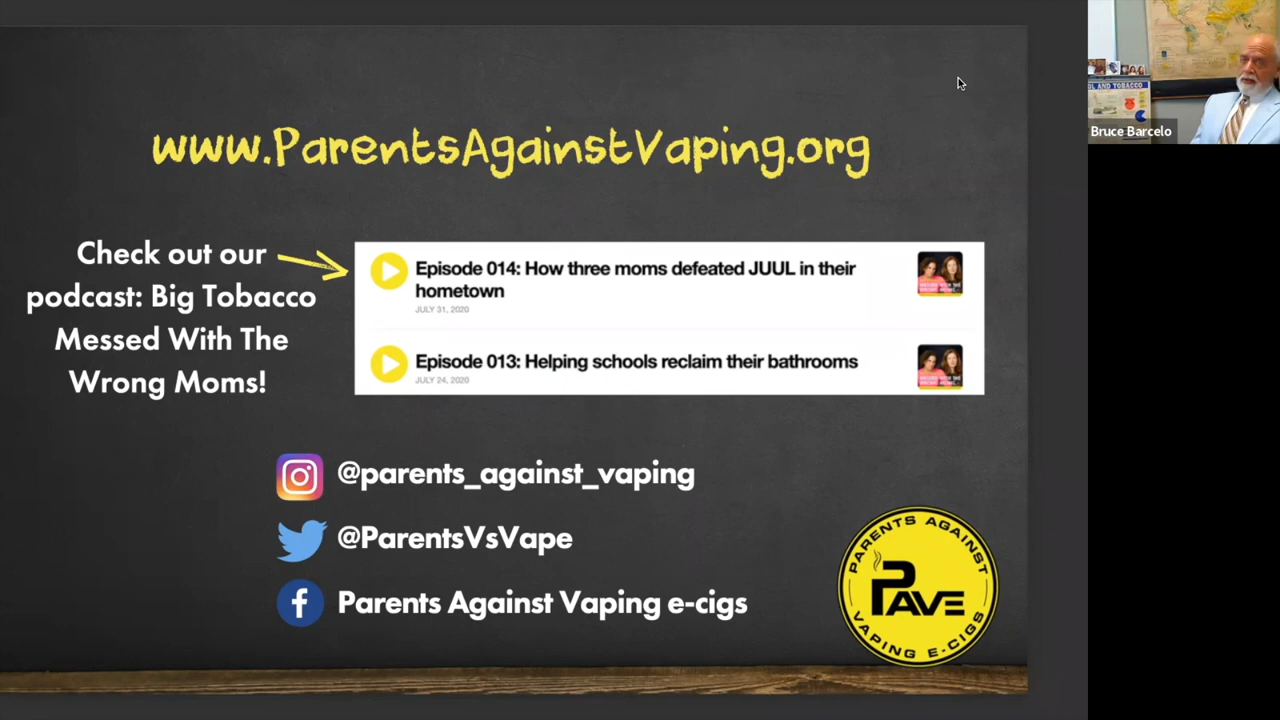 www.ParentsAgainstVaping.org
Check out our
podcast: Big Tobacco
Messed With The
Wrong Moms!
Episode 014: How three moms defeated JUUL in their
hometown
JULY 31, 2020
Episode 013: Helping schools reclaim their bathrooms
JULY 24, 2020
@parents_against_vaping
@ParentsVsVape
Parents Against Vaping e-cigs
PARENTS AGAINST
PAVE
VAPING E-CIGS
AND TOBACCO
Bruce Barcelo